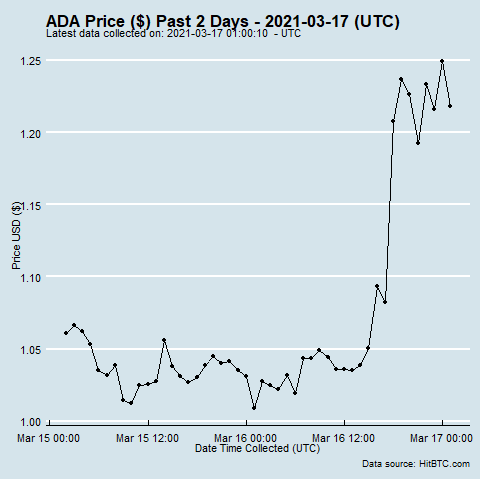 ADA Price ($) Past 2 Days - 2021-03-17 (UTC)
Latest data collected on: 2021-03-17 01:00:10 - UTC
1.25
1.20
1.15
1.10
1.05
1.00
Price USD ($)
Mar 15 00:00 Mar 15 12:00 Mar 16 00:00 Mar 16 12:00 Mar 17 00:00
Date Time Collected (UTC)
Data source: HitBTC.com